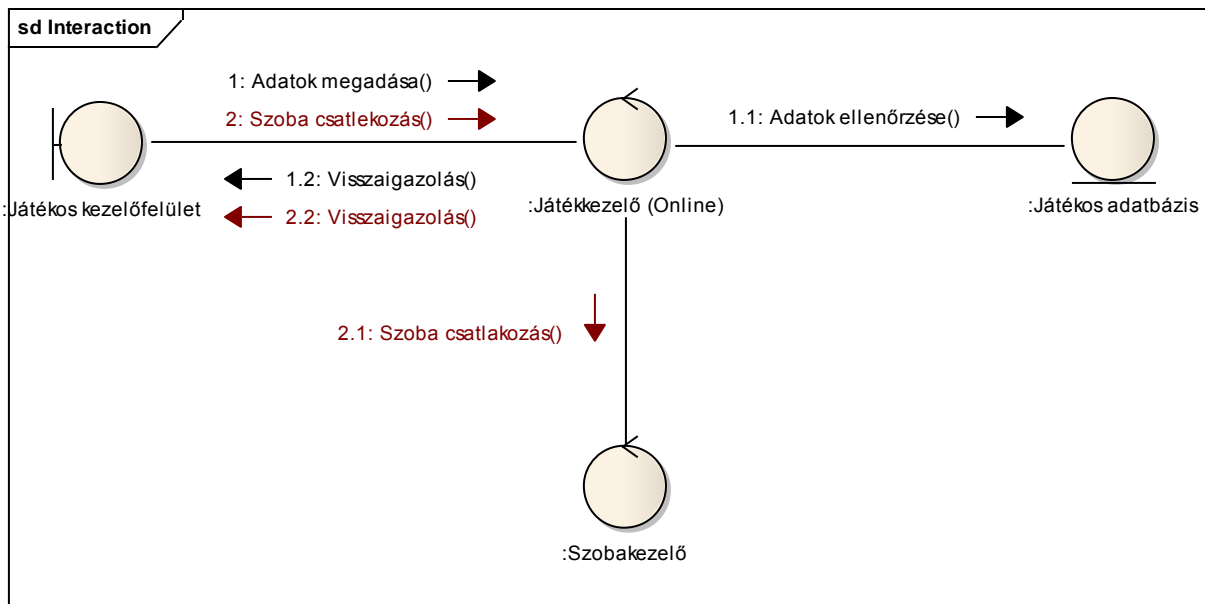 sd Interaction
1: Adatok megadása()
2: Szoba csatlekozás()
1.1: Adatok ellenőrzése()
1.2: Visszaigazolás()
2.2: Visszaigazolás()
:Játékos kezelőfelület
:Játékkezelő (Online)
:Játékos adatbázis
2.1: Szoba csatlakozás()
:Szobakezelő